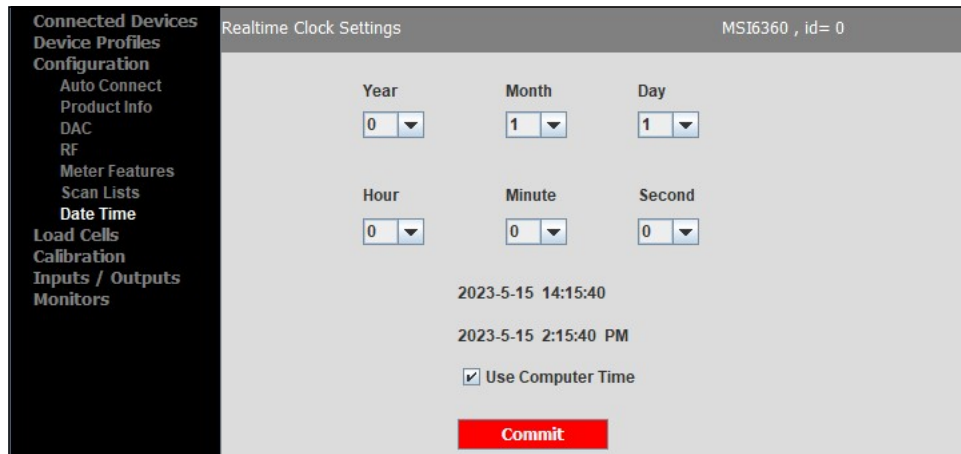 Connected Devices
Device Profiles
Configuration
Auto Connect
Product Info
DAC
RF
Meter Features
Scan Lists
Date Time
Load Cells
Calibration
Inputs / Outputs
Monitors
Realtime Clock Settings MSI6360 , id= 0
Year Month Day
0 1 1
Hour Minute Second
0 0 0
2023-5-15 14:15:40
2023-5-15 2:15:40 PM
Use Computer Time
Commit